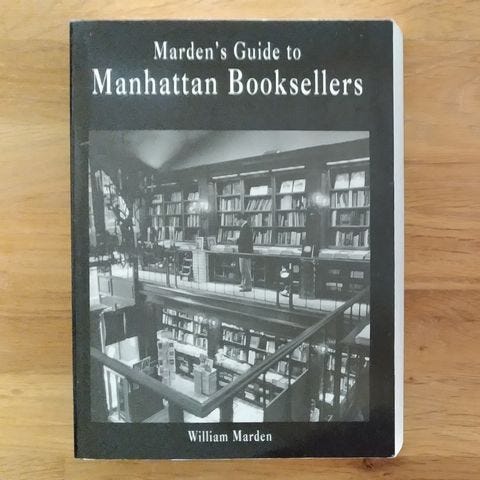 Marden's Guide to
Manhattan Booksellers
William Marden